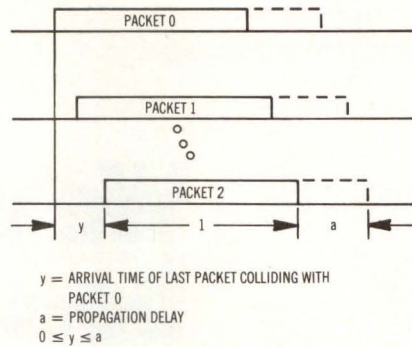 PACKET 0
PACKET 1
PACKET 2
y 1 a
y = ARRIVAL TIME OF LAST PACKET COLLIDING WITH
PACKET 0
a = PROPAGATION DELAY
0 ≤ y ≤ a